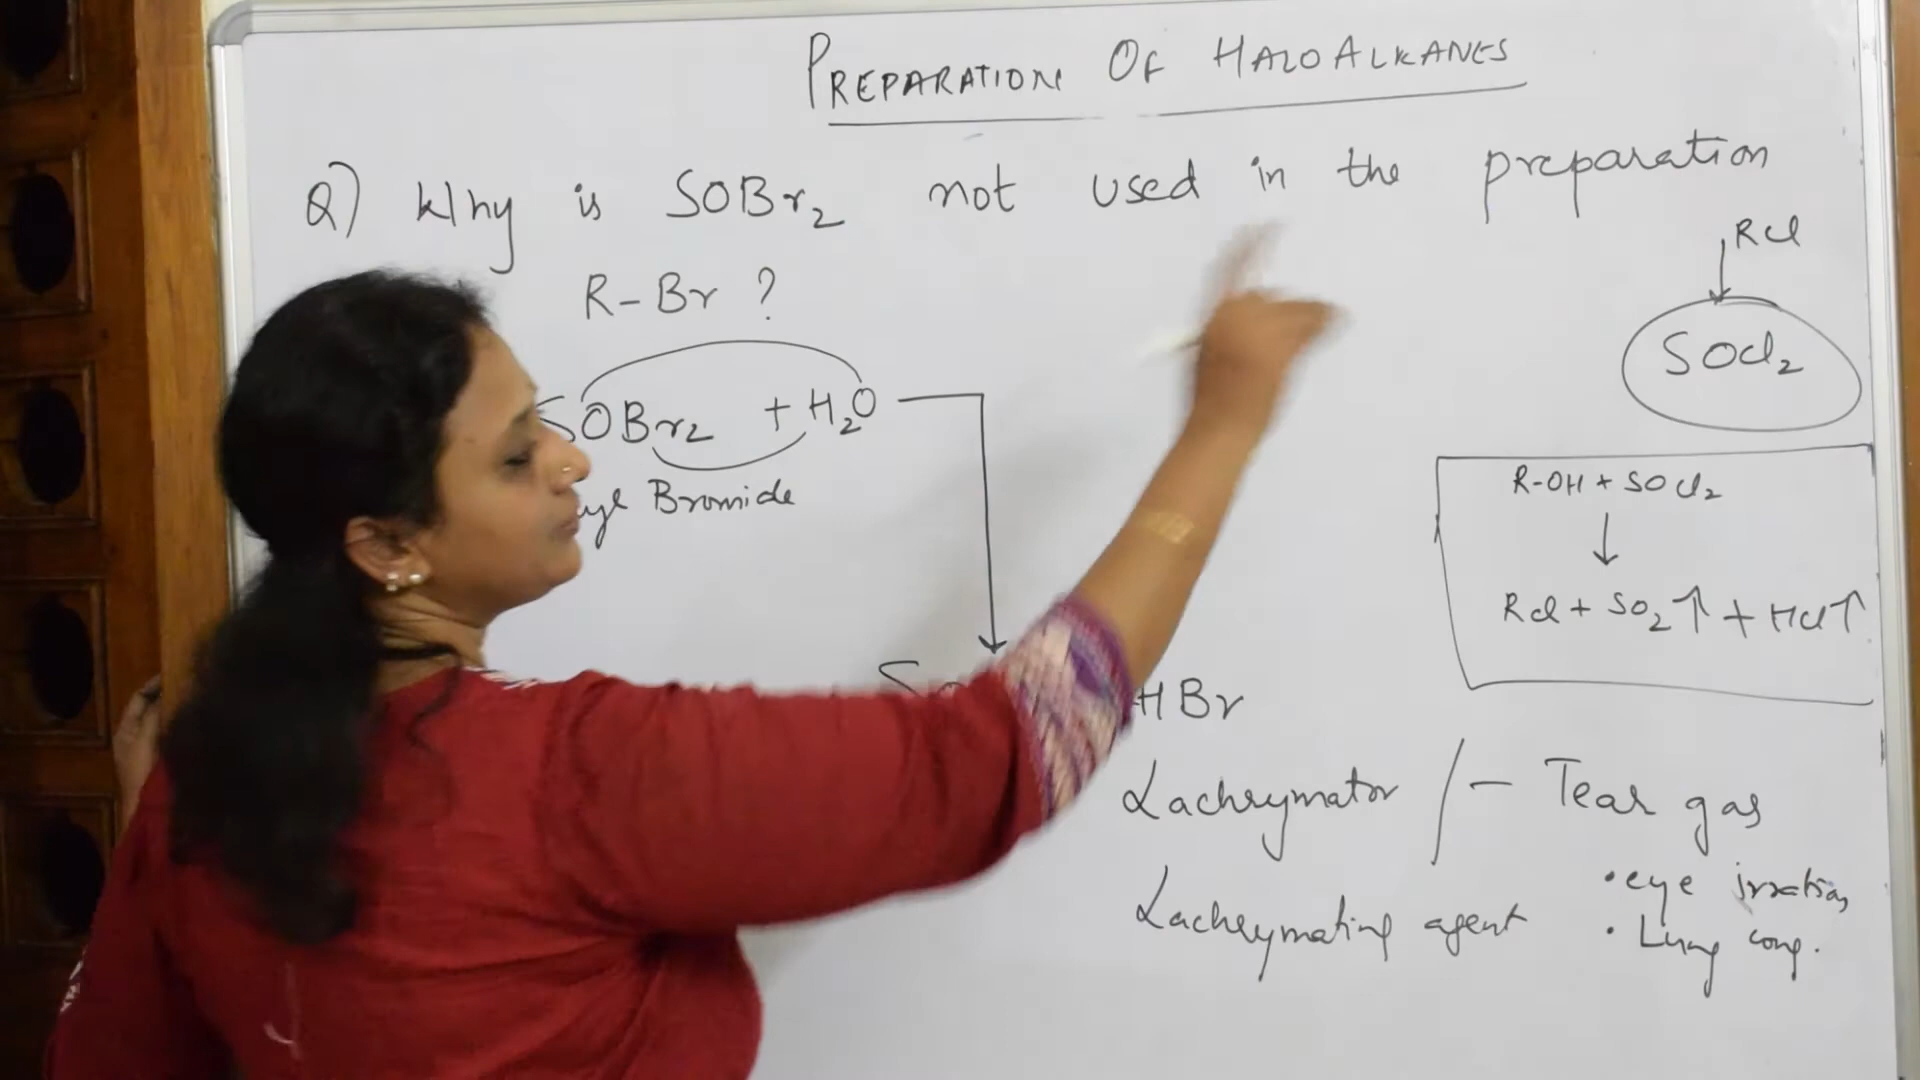 PREPARATION OF HALOALKANES
Q) Why is SOBr2 not used in the preparation
R-Br ?
RCl
SOCl2
SOBr2 + H2O
Bromide
R-OH + SOCl2
↓
RCl + SO2↑ + HCl↑
HBr
Lachrymator / - Tear gas
• eye
Lachrymating agent
• Lung cong.